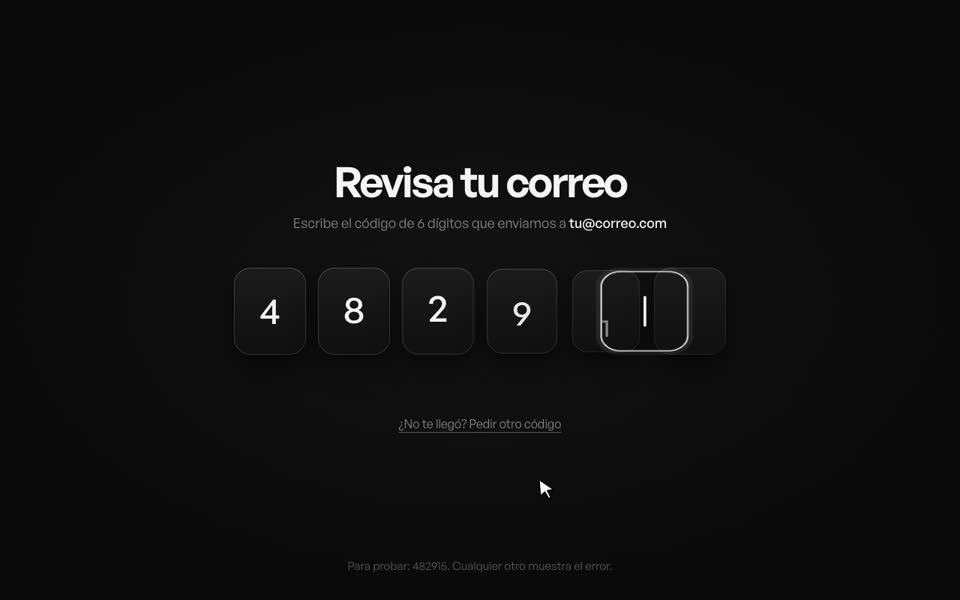 Revisa tu correo
Escribe el código de 6 dígitos que enviamos a tu@correo.com
4 8 2 9
¿No te llegó? Pedir otro código
Para probar: 482915. Cualquier otro muestra el error.